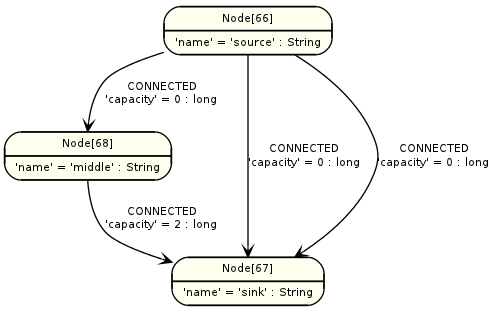 Node[66]
'name' = 'source' : String
CONNECTED
'capacity' = 0 : long
Node[68]
'name' = 'middle' : String
CONNECTED
'capacity' = 0 : long
CONNECTED
'capacity' = 0 : long
CONNECTED
'capacity' = 2 : long
Node[67]
'name' = 'sink' : String